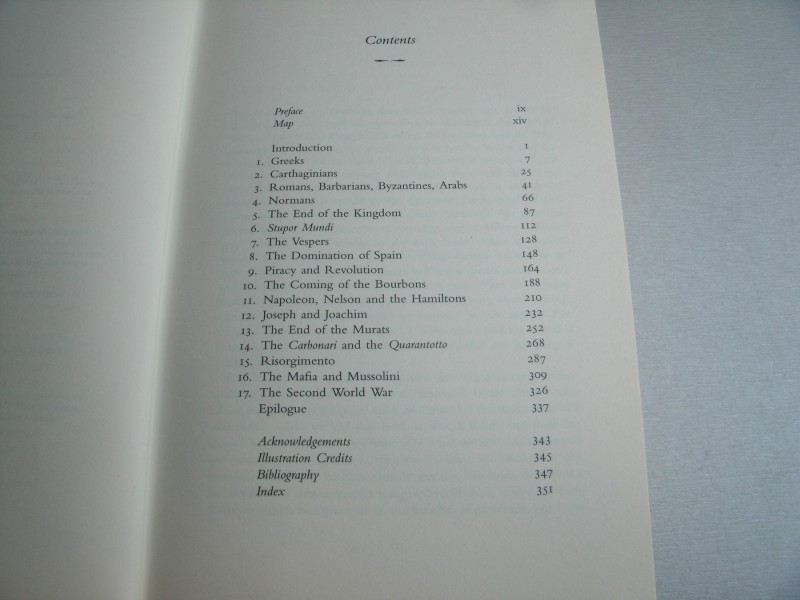 Contents
Preface ix
Map xiv
Introduction 1
1. Greeks 7
2. Carthaginians 25
3. Romans, Barbarians, Byzantines, Arabs 41
4. Normans 66
5. The End of the Kingdom 87
6. Stupor Mundi 112
7. The Vespers 128
8. The Domination of Spain 148
9. Piracy and Revolution 164
10. The Coming of the Bourbons 188
11. Napoleon, Nelson and the Hamiltons 210
12. Joseph and Joachim 232
13. The End of the Murats 252
14. The Carbonari and the Quarantotto 268
15. Risorgimento 287
16. The Mafia and Mussolini 309
17. The Second World War 326
Epilogue 337
Acknowledgements 343
Illustration Credits 345
Bibliography 347
Index 351